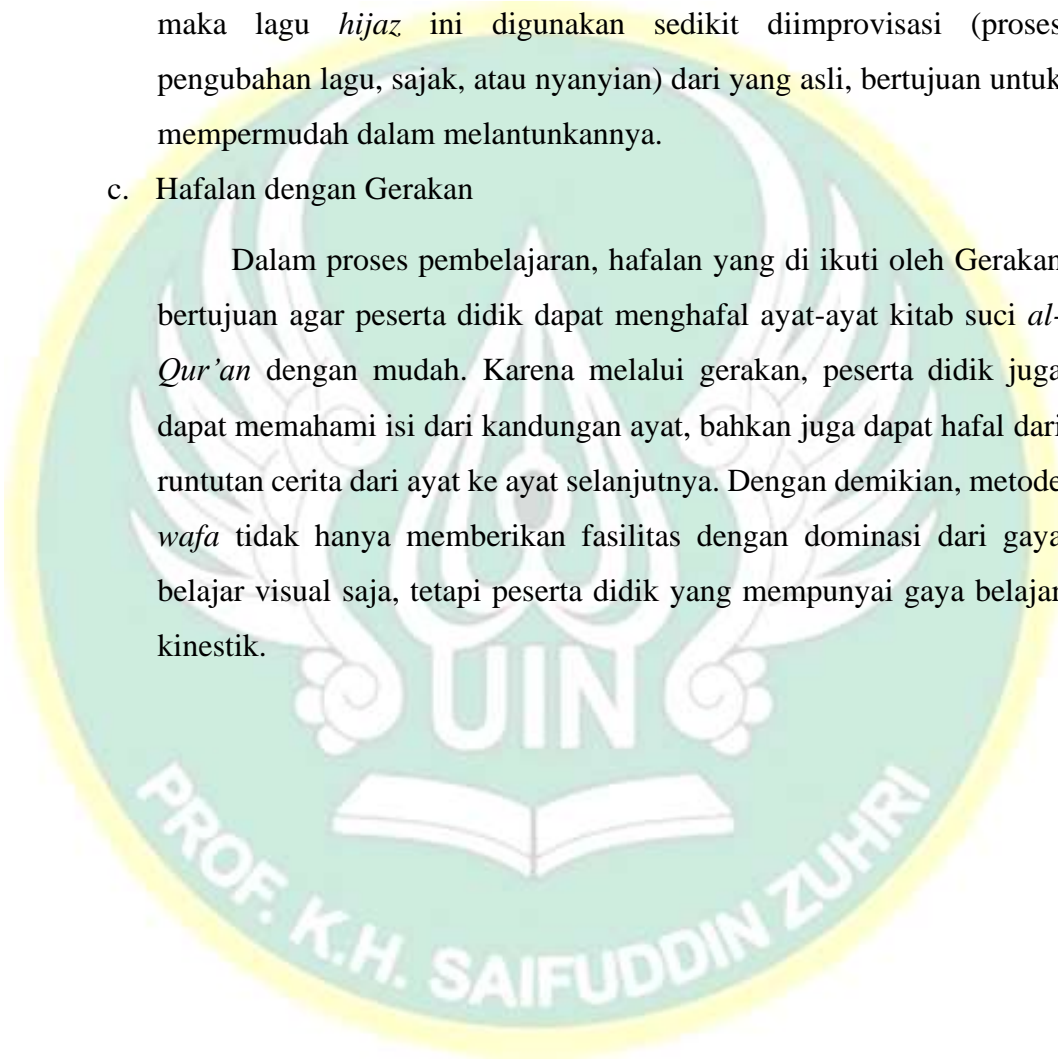 maka lagu hijaz ini digunakan sedikit diimprovisasi (proses
pengubahan lagu, sajak, atau nyanyian) dari yang asli, bertujuan untuk
mempermudah dalam melantunkannya.
c. Hafalan dengan Gerakan
Dalam proses pembelajaran, hafalan yang di ikuti oleh Gerakan
bertujuan agar peserta didik dapat menghafal ayat-ayat kitab suci al-
Qur’an dengan mudah. Karena melalui gerakan, peserta didik juga
dapat memahami isi dari kandungan ayat, bahkan juga dapat hafal dari
runtutan cerita dari ayat ke ayat selanjutnya. Dengan demikian, metode
wafa tidak hanya memberikan fasilitas dengan dominasi dari gaya
belajar visual saja, tetapi peserta didik yang mempunyai gaya belajar
kinestik.
UIN
PROF. K.H. SAIFUDDIN ZUHRI